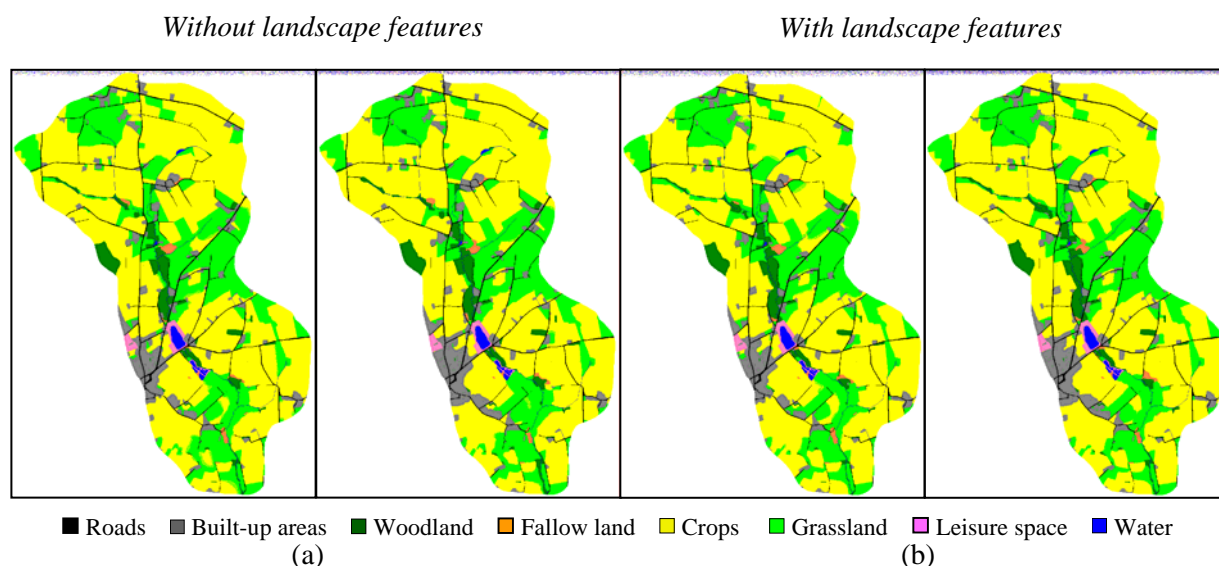 Without landscape features
With landscape features
Roads Built-up areas Woodland Fallow land Crops Grassland Leisure space Water
(a) (b)